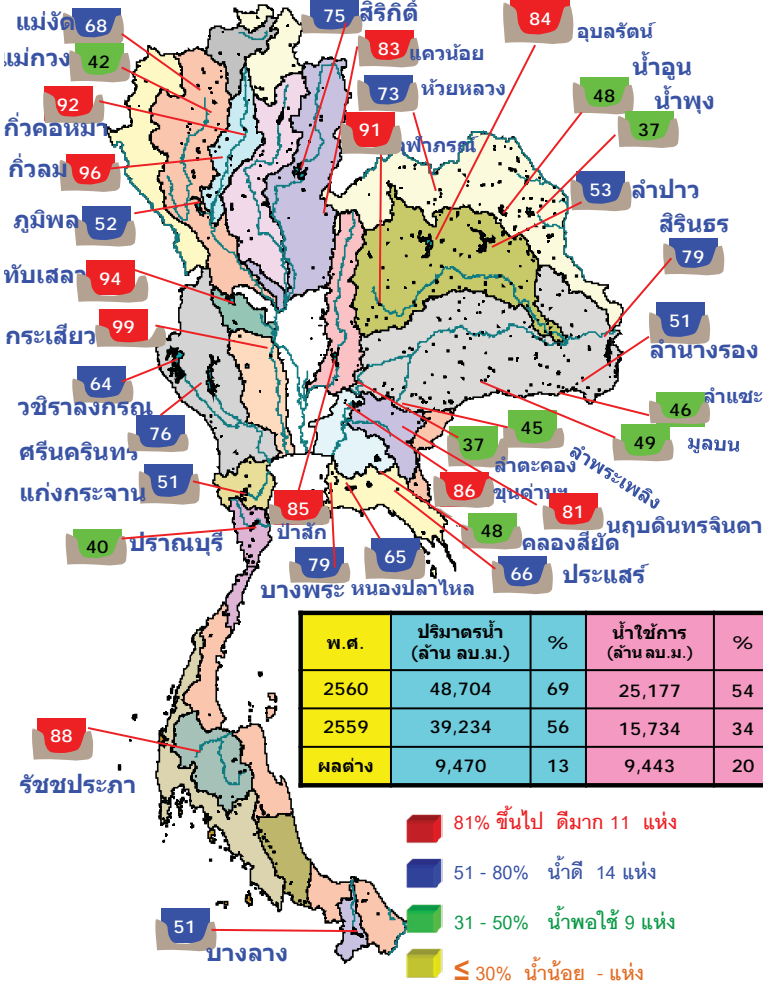 แม่งัด 68
75 สิริกิติ์
84 อุบลรัตน์
แม่กวง 42
83 แควน้อย
น้ำอูน 48
92
73 ห้วยหลวง
น้ำพุง 37
กิ่วคอหมา
91 ฬาภรณ์
กิ่วลม 96
53 ลำปาว
ภูมิพล 52
สิรินธร
79
ทับเสลา 94
กระเสียว 99
51
ลำนางรอง
64
วชิราลงกรณ
46 ลำแซะ
76
ศรีนครินทร
45
49 มูลบน
37
ลำตะคอง
ลำพระเพลิง
แก่งกระจาน 51
86 ขุนด่านฯ
85
ป่าสัก
81 นฤบดินทรจินดา
40 ปราณบุรี
48
คลองสียัด
79
บางพระ
65
หนองปลาไหล
66 ประแสร์
พ.ศ. ปริมาตรน้ำ (ล้าน ลบ.ม.) % น้ำใช้การ (ล้าน ลบ.ม.) %
2560 48,704 69 25,177 54
2559 39,234 56 15,734 34
ผลต่าง 9,470 13 9,443 20
88
รัชชประภา
81% ขึ้นไป ดีมาก 11 แห่ง
51 - 80% น้ำดี 14 แห่ง
31 - 50% น้ำพอใช้ 9 แห่ง
≤ 30% น้ำน้อย - แห่ง
51
บางลาง